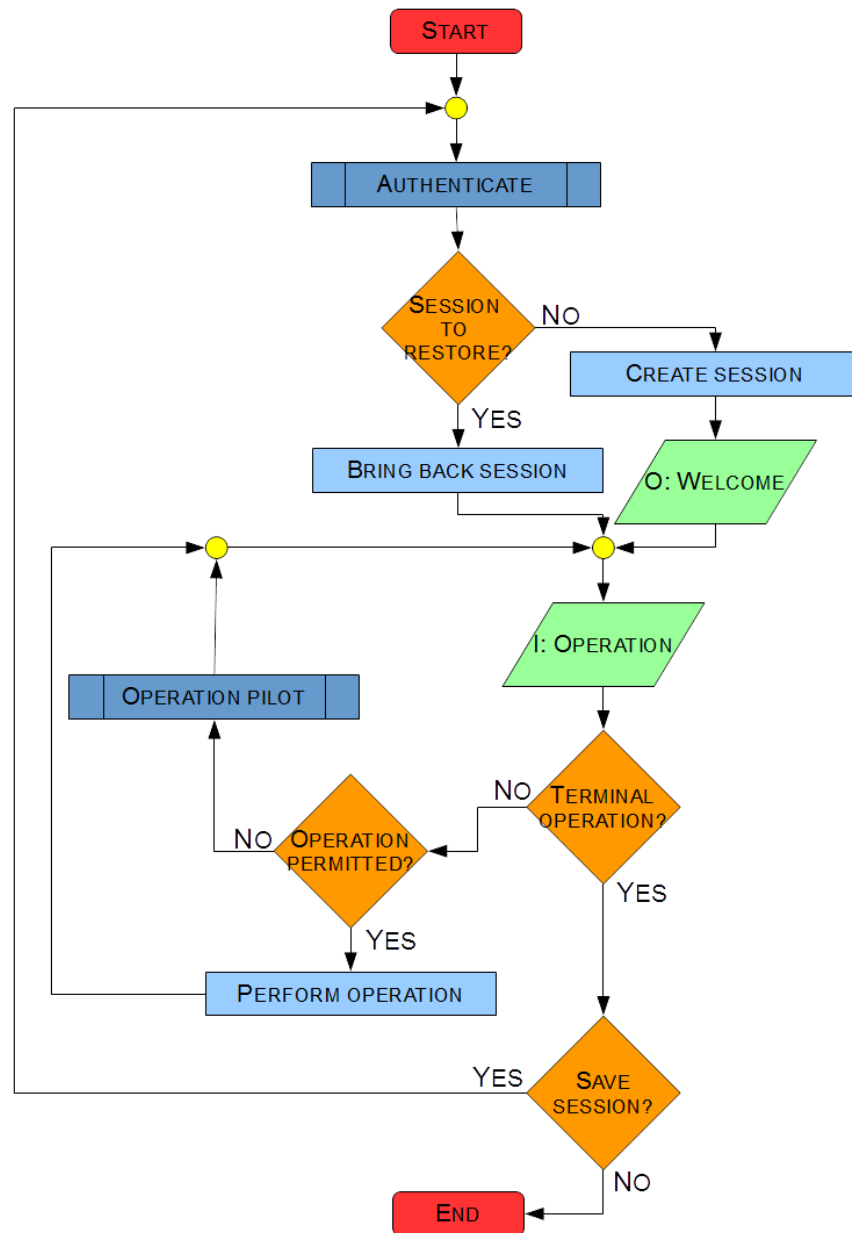 START
AUTHENTICATE
SESSION
TO
RESTORE?
NO
CREATE SESSION
YES
BRING BACK SESSION
O: WELCOME
I: OPERATION
OPERATION PILOT
TERMINAL
OPERATION?
NO
OPERATION
PERMITTED?
NO
YES
YES
PERFORM OPERATION
SAVE
SESSION?
YES
NO
END